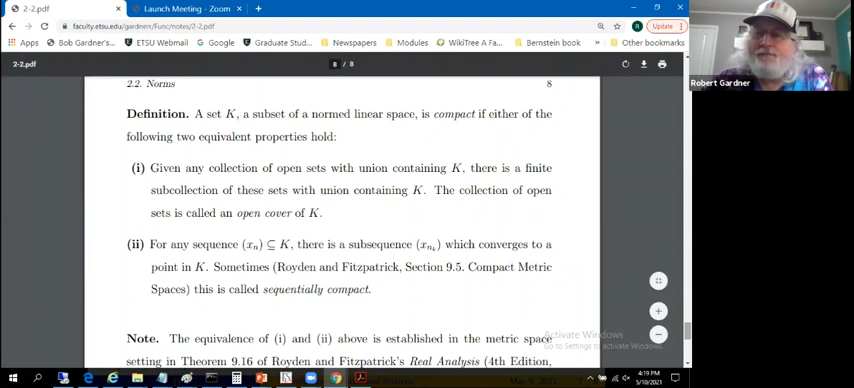 2-2.pdf
Launch Meeting - Zoom
faculty.etsu.edu/gardnerr/Func/notes/2-2.pdf
R
Update
Apps
Bob Gardner's...
ETSU Webmail
Google
Graduate Stud...
Newspapers
Modules
WikiTree A Fa...
Bernstein book
»
Other bookmarks
2-2.pdf
8 / 8
Robert Gardner
2.2. Norms
8
Definition. A set K, a subset of a normed linear space, is compact if either of the
following two equivalent properties hold:
(i) Given any collection of open sets with union containing K, there is a finite
subcollection of these sets with union containing K. The collection of open
sets is called an open cover of K.
(ii) For any sequence (xn) ⊆ K, there is a subsequence (xnk) which converges to a
point in K. Sometimes (Royden and Fitzpatrick, Section 9.5. Compact Metric
Spaces) this is called sequentially compact.
Note. The equivalence of (i) and (ii) above is established in the metric space
setting in Theorem 9.16 of Royden and Fitzpatrick's Real Analysis (4th Edition,
Activate Windows
Go to Settings to activate Windows.
4:19 PM
5/10/2021